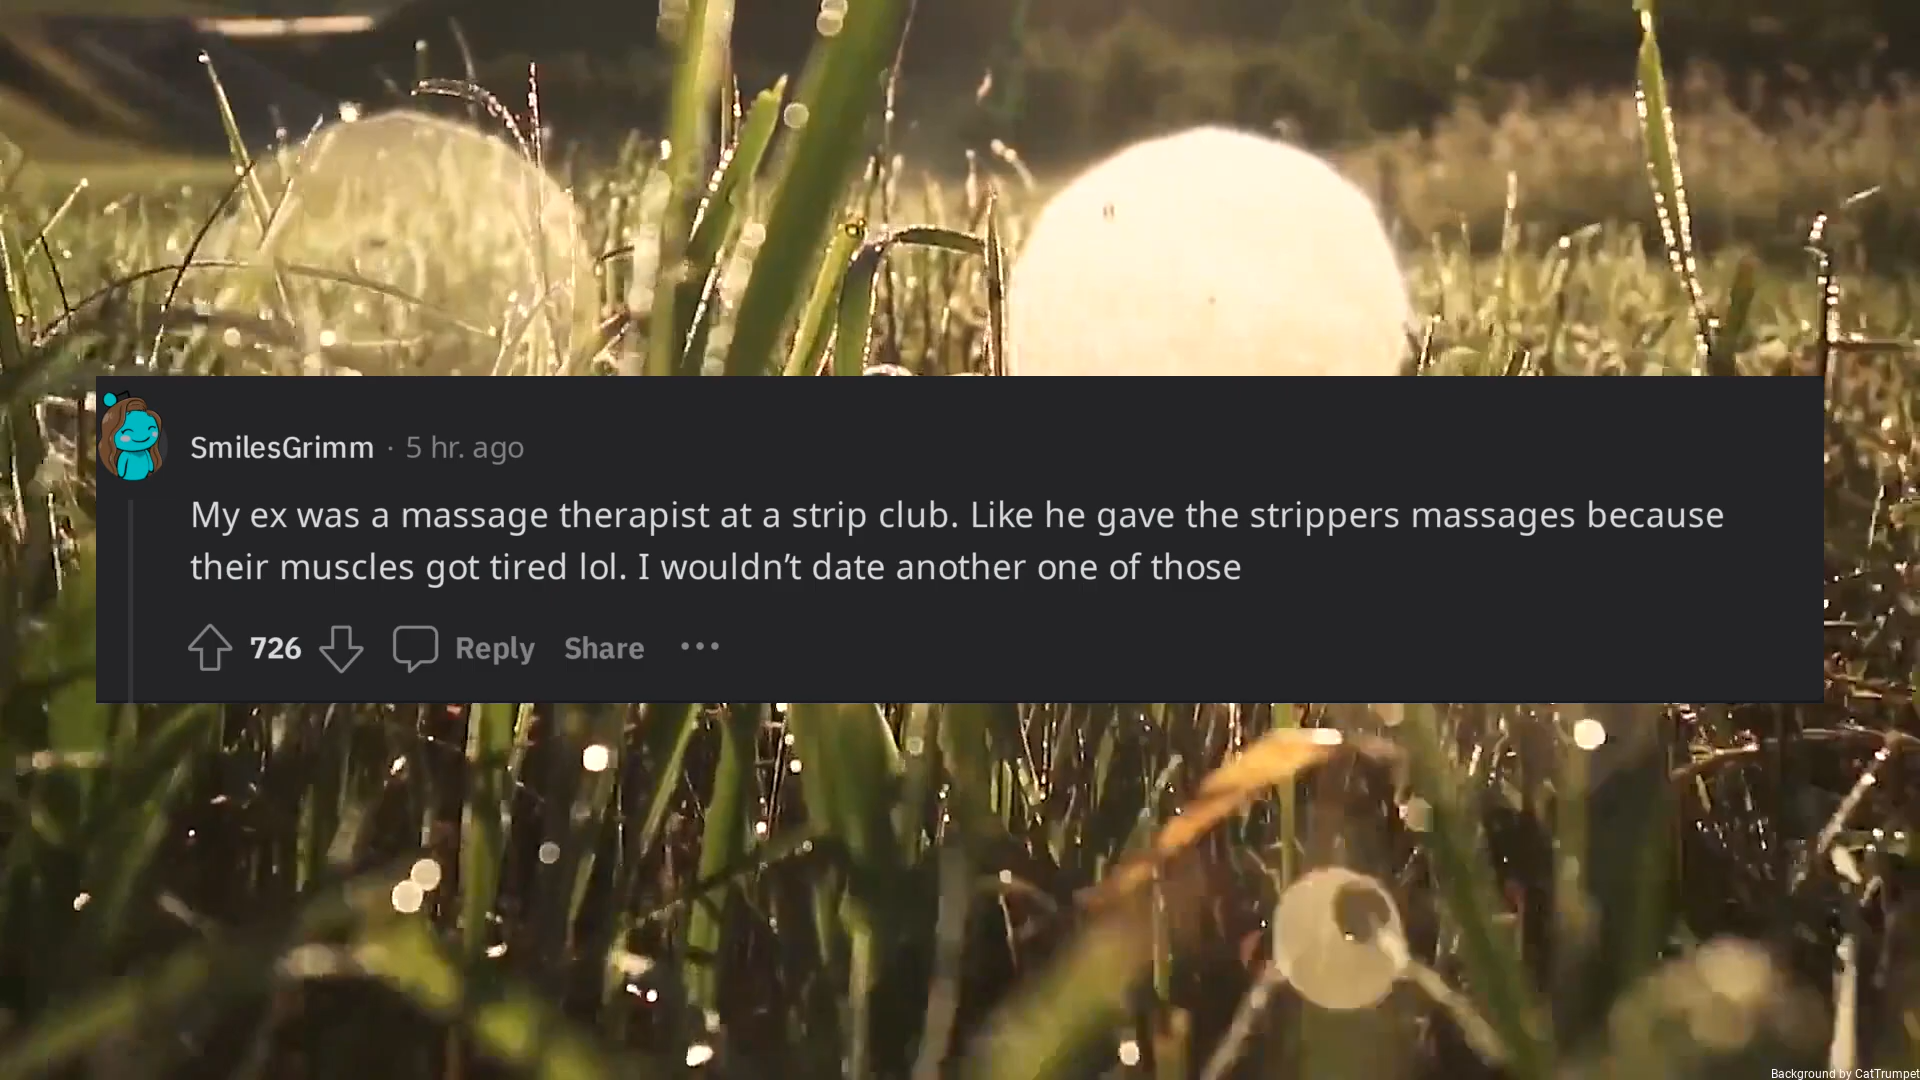 SmilesGrimm · 5 hr. ago
My ex was a massage therapist at a strip club. Like he gave the strippers massages because
their muscles got tired lol. I wouldn’t date another one of those
726 Reply Share •••
Background by CatTrumpet